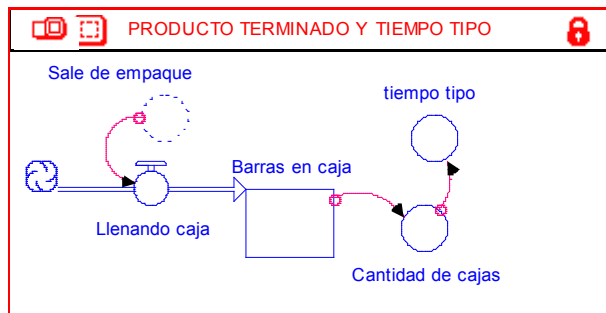 PRODUCTO TERMINADO Y TIEMPO TIPO
Sale de empaque
tiempo tipo
Barras en caja
Llenando caja
Cantidad de cajas